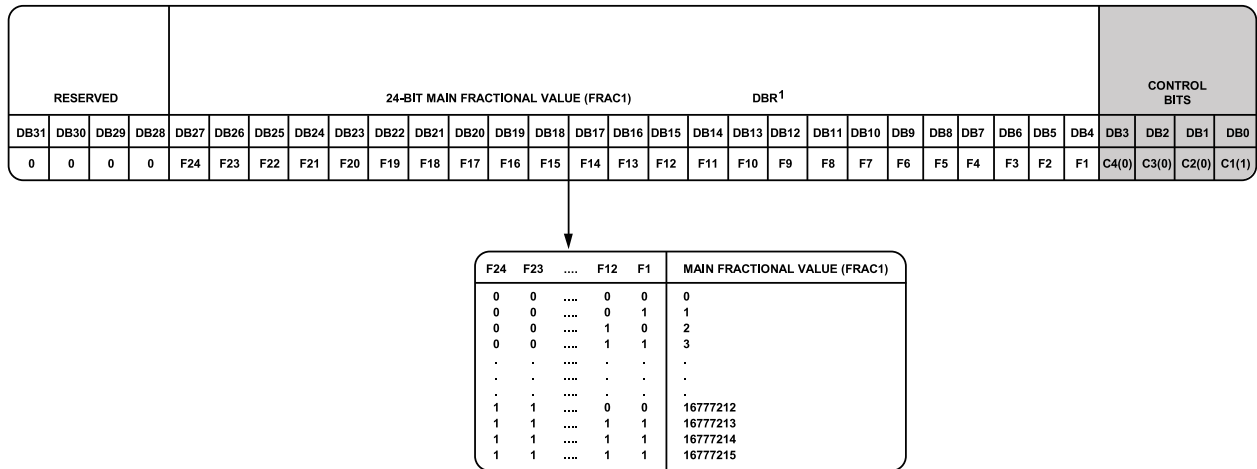 RESERVED 24-BIT MAIN FRACTIONAL VALUE (FRAC1) DBR1 CONTROL
BITS
DB31 DB30 DB29 DB28 DB27 DB26 DB25 DB24 DB23 DB22 DB21 DB20 DB19 DB18 DB17 DB16 DB15 DB14 DB13 DB12 DB11 DB10 DB9 DB8 DB7 DB6 DB5 DB4 DB3 DB2 DB1 DB0
0 0 0 0 F24 F23 F22 F21 F20 F19 F18 F17 F16 F15 F14 F13 F12 F11 F10 F9 F8 F7 F6 F5 F4 F3 F2 F1 C4(0) C3(0) C2(0) C1(1)
F24 F23 .... F12 F1 MAIN FRACTIONAL VALUE (FRAC1)
0 0 .... 0 0 0
0 0 .... 0 1 1
0 0 .... 1 0 2
0 0 .... 1 1 3
. . .... . . .
. . .... . . .
. . .... . . .
1 1 .... 0 0 16777212
1 1 .... 1 1 16777213
1 1 .... 1 1 16777214
1 1 .... 1 1 16777215